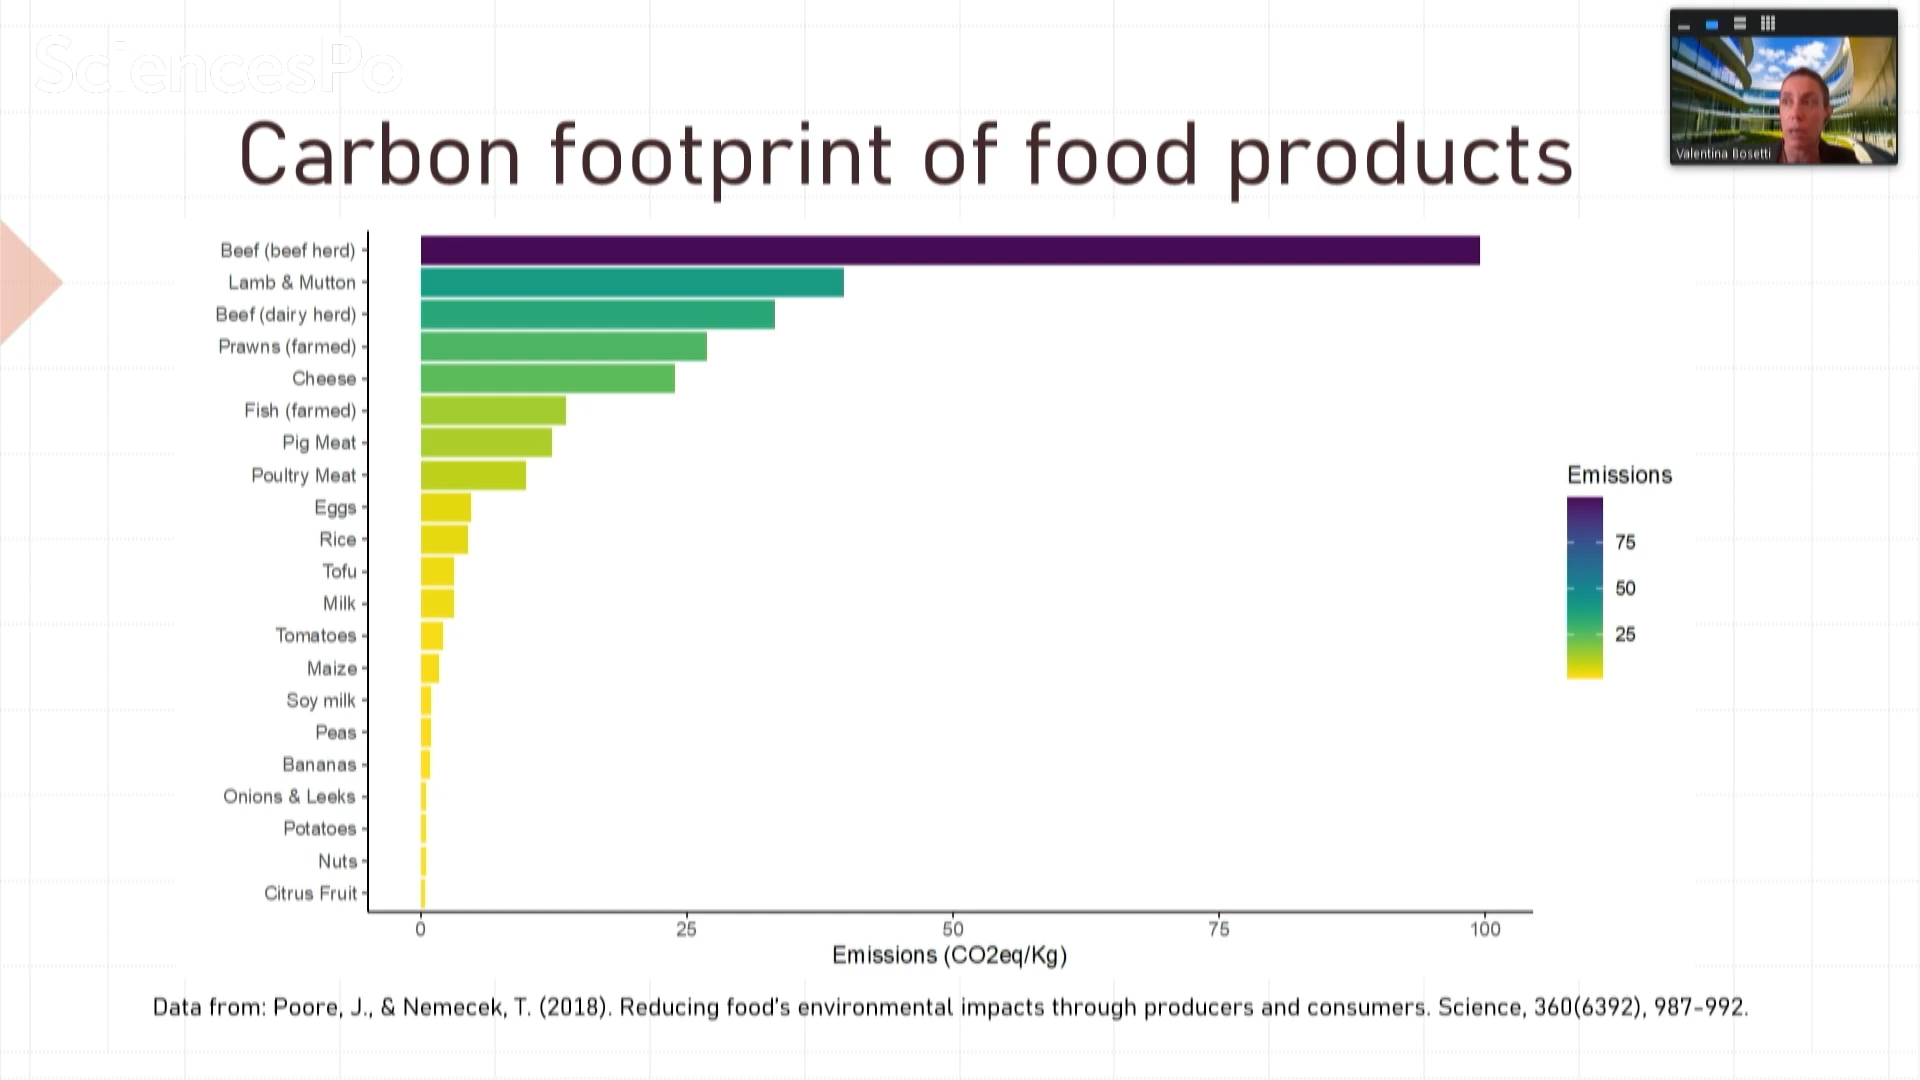 SciencesPo
Valentina Bosetti
Carbon footprint of food products
Beef (beef herd)
Lamb & Mutton
Beef (dairy herd)
Prawns (farmed)
Cheese
Fish (farmed)
Pig Meat
Poultry Meat
Eggs
Rice
Tofu
Milk
Tomatoes
Maize
Soy milk
Peas
Bananas
Onions & Leeks
Potatoes
Nuts
Citrus Fruit
0 25 50 75 100
Emissions (CO2eq/Kg)
Emissions
75
50
25
Data from: Poore, J., & Nemecek, T. (2018). Reducing food's environmental impacts through producers and consumers. Science, 360(6392), 987-992.